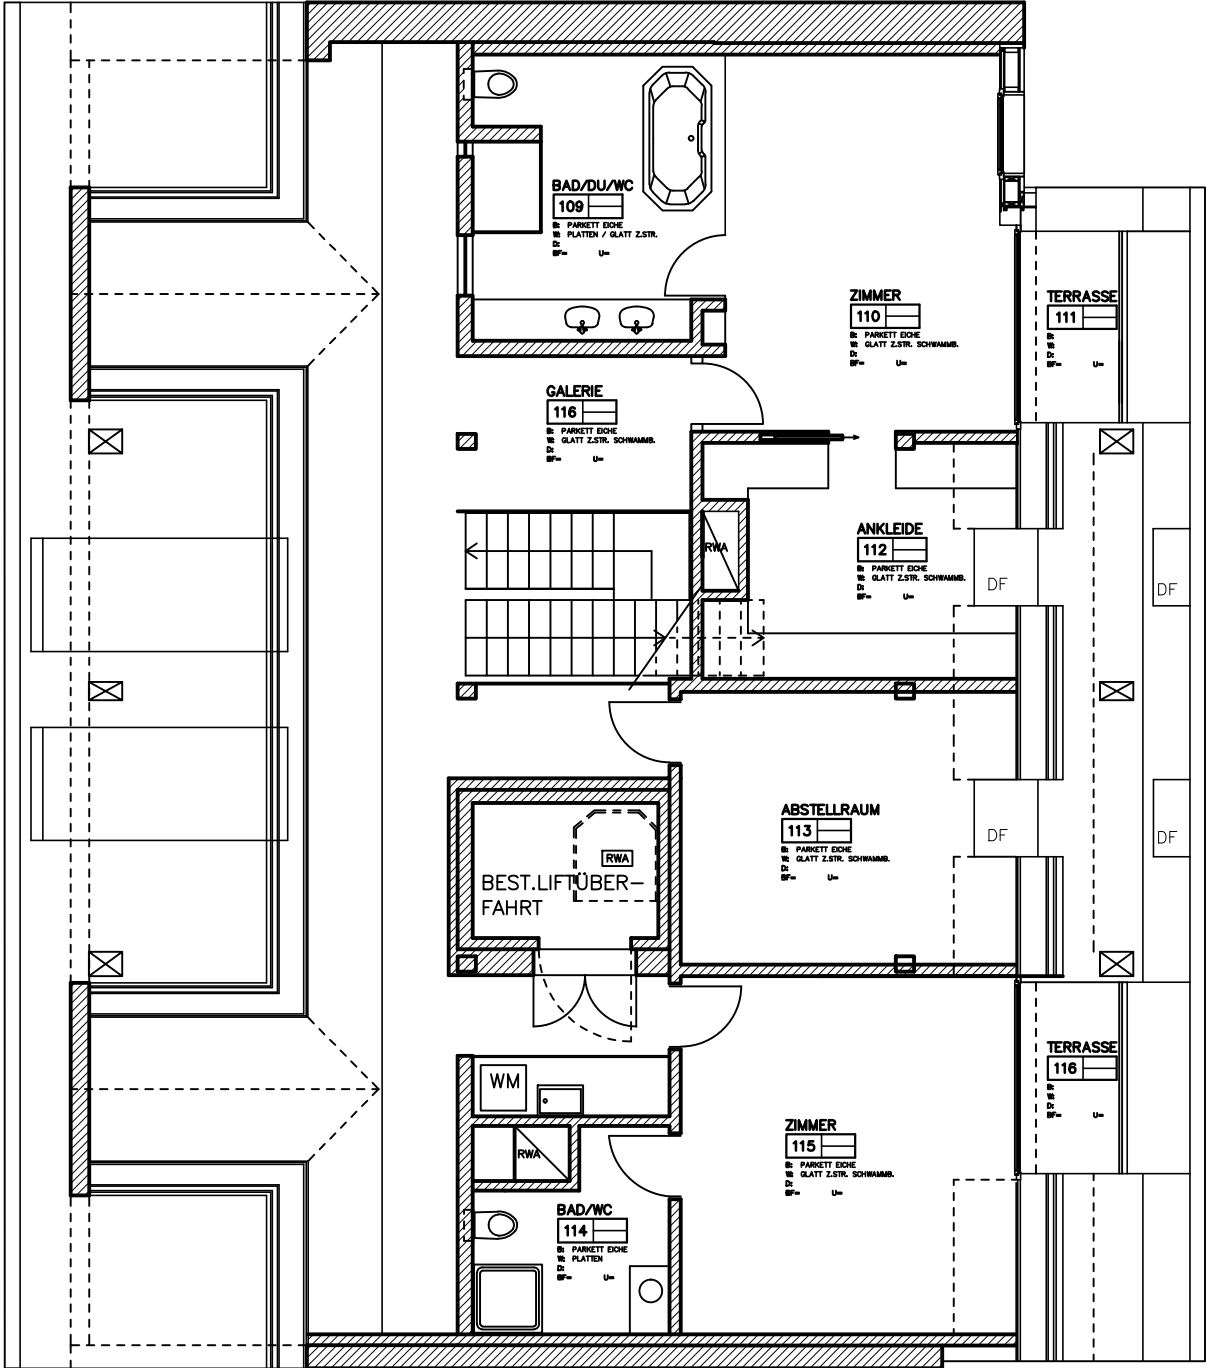 BAD/DU/WC
109
B: PARKETT EICHE
W: PLATTEN / GLATT Z.STR.
D:
BF= U=
ZIMMER
110
B: PARKETT EICHE
W: GLATT Z.STR. SCHWAMMB.
D:
BF= U=
TERRASSE
111
B:
W:
D:
BF= U=
GALERIE
116
B: PARKETT EICHE
W: GLATT Z.STR. SCHWAMMB.
D:
BF= U=
RWA
ANKLEIDE
112
B: PARKETT EICHE
W: GLATT Z.STR. SCHWAMMB.
D:
BF= U=
DF
DF
ABSTELLRAUM
113
B: PARKETT EICHE
W: GLATT Z.STR. SCHWAMMB.
D:
BF= U=
DF
DF
RWA
BEST.LIFTÜBER-
FAHRT
WM
TERRASSE
116
B:
W:
D:
BF= U=
RWA
ZIMMER
115
B: PARKETT EICHE
W: GLATT Z.STR. SCHWAMMB.
D:
BF= U=
BAD/WC
114
B: PARKETT EICHE
W: PLATTEN
D:
BF= U=